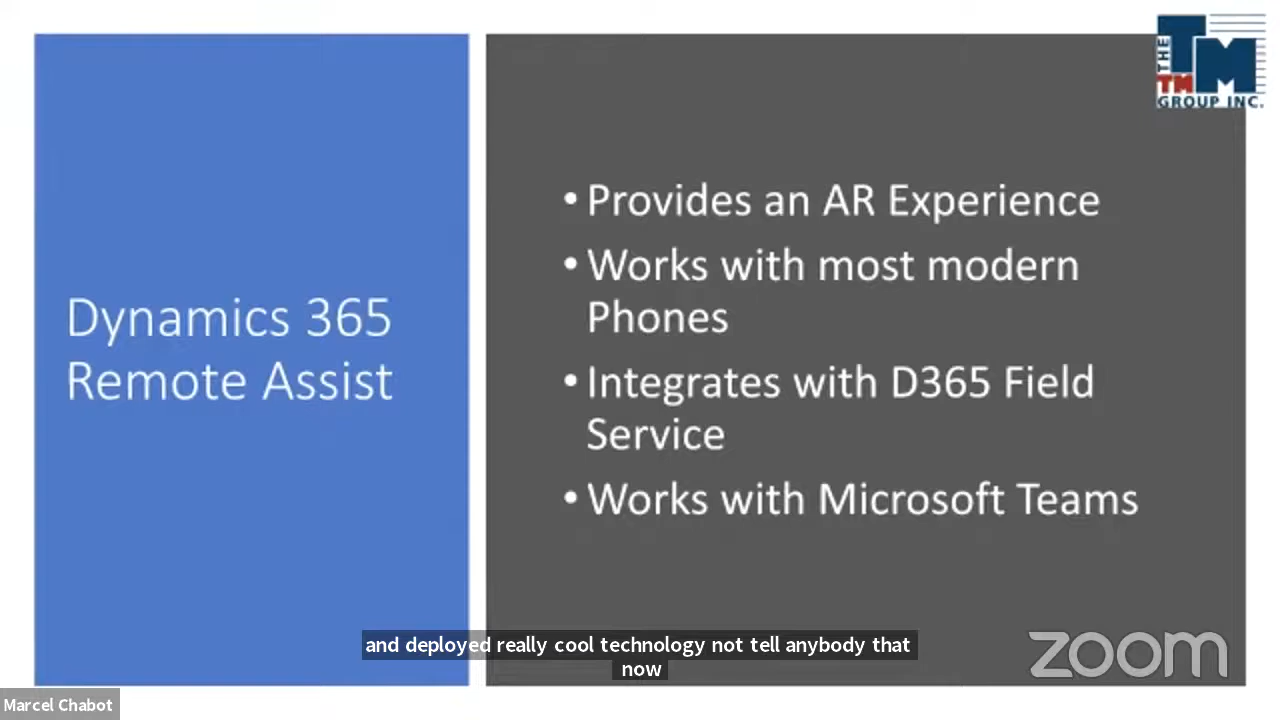 THE
TM
TM
GROUP INC.
Dynamics 365
Remote Assist
• Provides an AR Experience
• Works with most modern
Phones
• Integrates with D365 Field
Service
• Works with Microsoft Teams
and deployed really cool technology not tell anybody that
now
zoom
Marcel Chabot